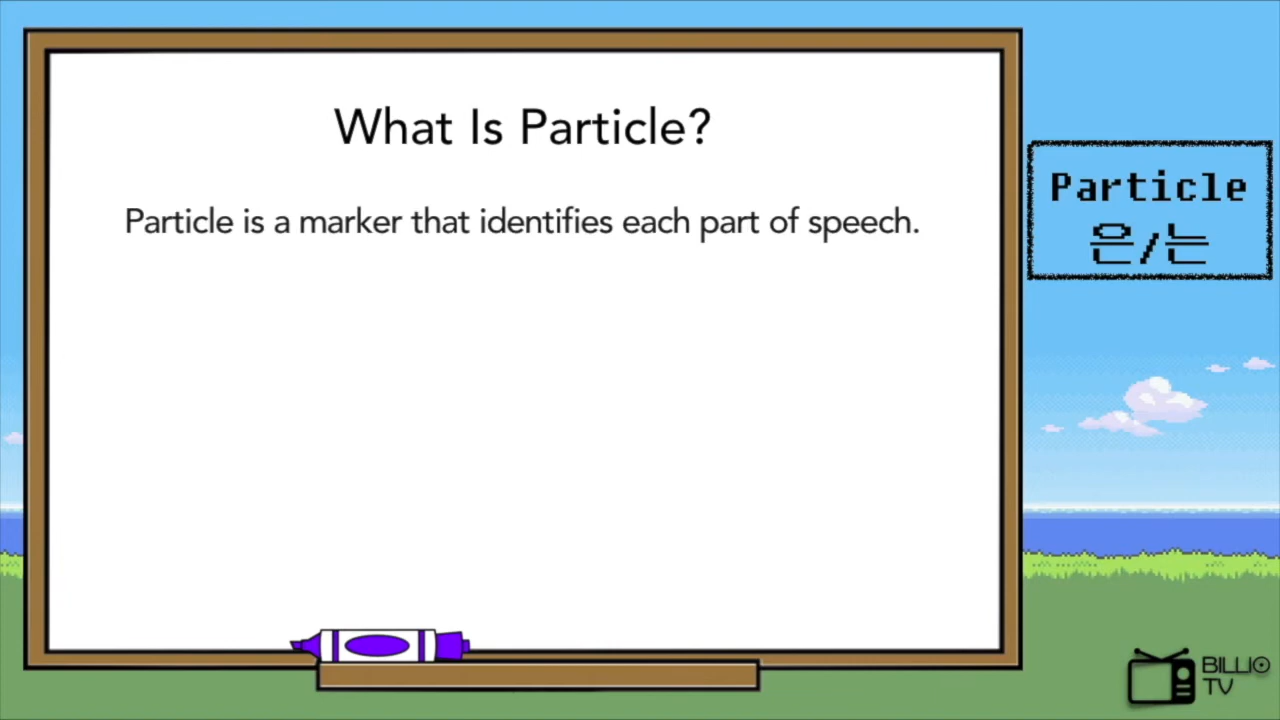 What Is Particle?
Particle is a marker that identifies each part of speech.
Particle
은/는
BILLIO
TV